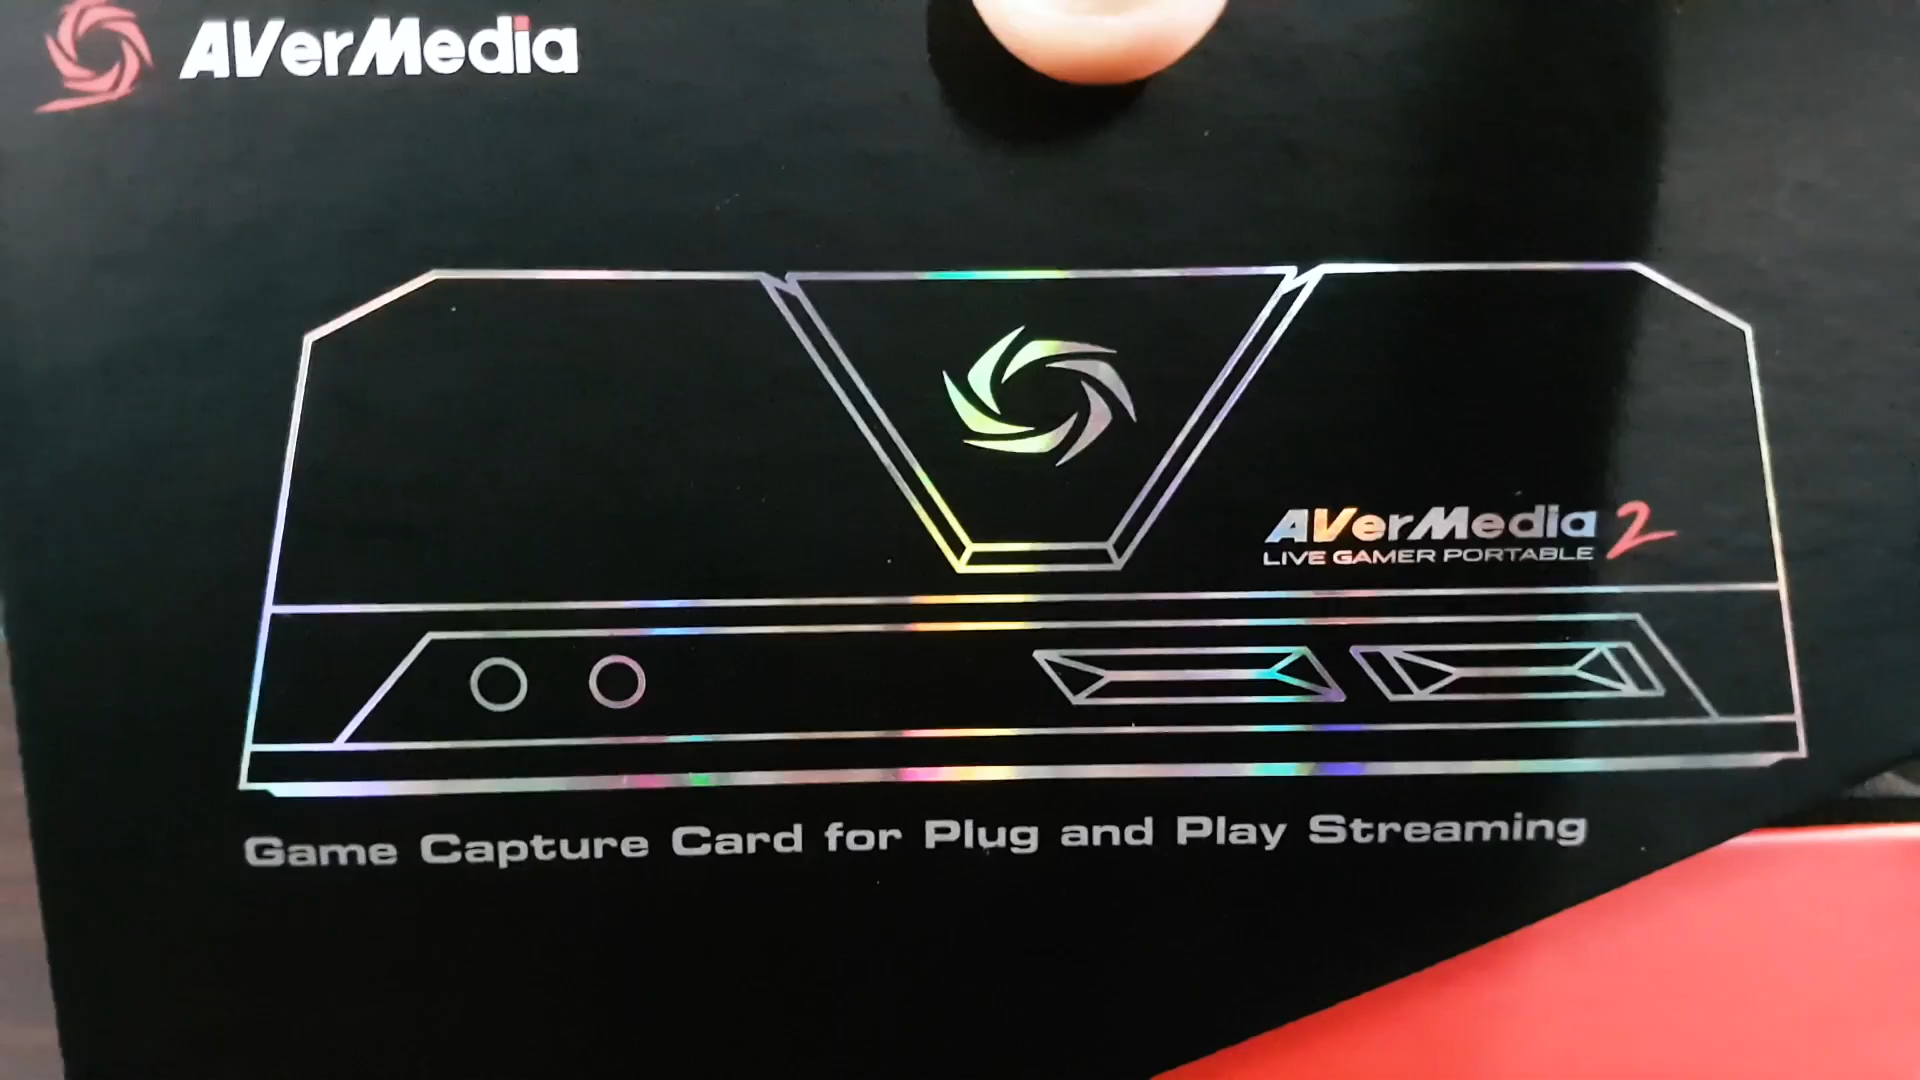 AVerMedia
AVerMedia 2
LIVE GAMER PORTABLE
Game Capture Card for Plug and Play Streaming